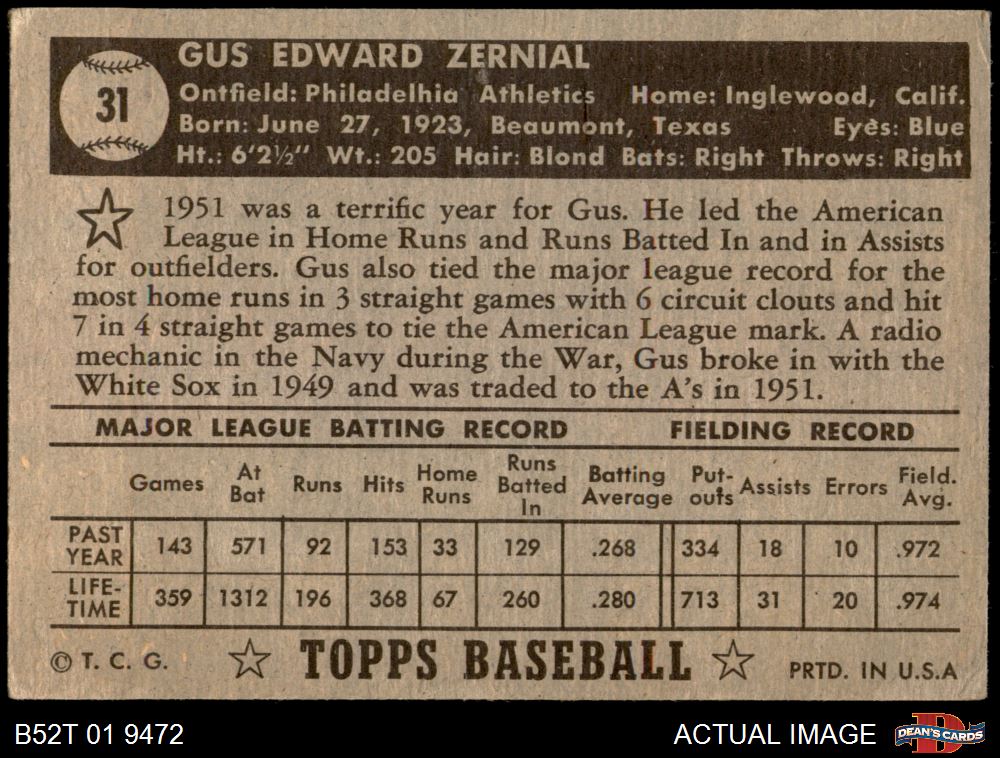 31
GUS EDWARD ZERNIAL
Ontfield: Philadelhia Athletics Home: Inglewood, Calif.
Born: June 27, 1923, Beaumont, Texas Eyes: Blue
Ht.: 6'2½" Wt.: 205 Hair: Blond Bats: Right Throws: Right
1951 was a terrific year for Gus. He led the American
League in Home Runs and Runs Batted In and in Assists
for outfielders. Gus also tied the major league record for the
most home runs in 3 straight games with 6 circuit clouts and hit
7 in 4 straight games to tie the American League mark. A radio
mechanic in the Navy during the War, Gus broke in with the
White Sox in 1949 and was traded to the A's in 1951.
MAJOR LEAGUE BATTING RECORD FIELDING RECORD
Games At Bat Runs Hits Home Runs Runs Batted In Batting Average Put-outs Assists Errors Field. Avg.
PAST YEAR 143 571 92 153 33 129 .268 334 18 10 .972
LIFE-TIME 359 1312 196 368 67 260 .280 713 31 20 .974
© T. C. G. TOPPS BASEBALL PRTD. IN U.S.A
B52T 01 9472 ACTUAL IMAGE DEAN'S CARDS